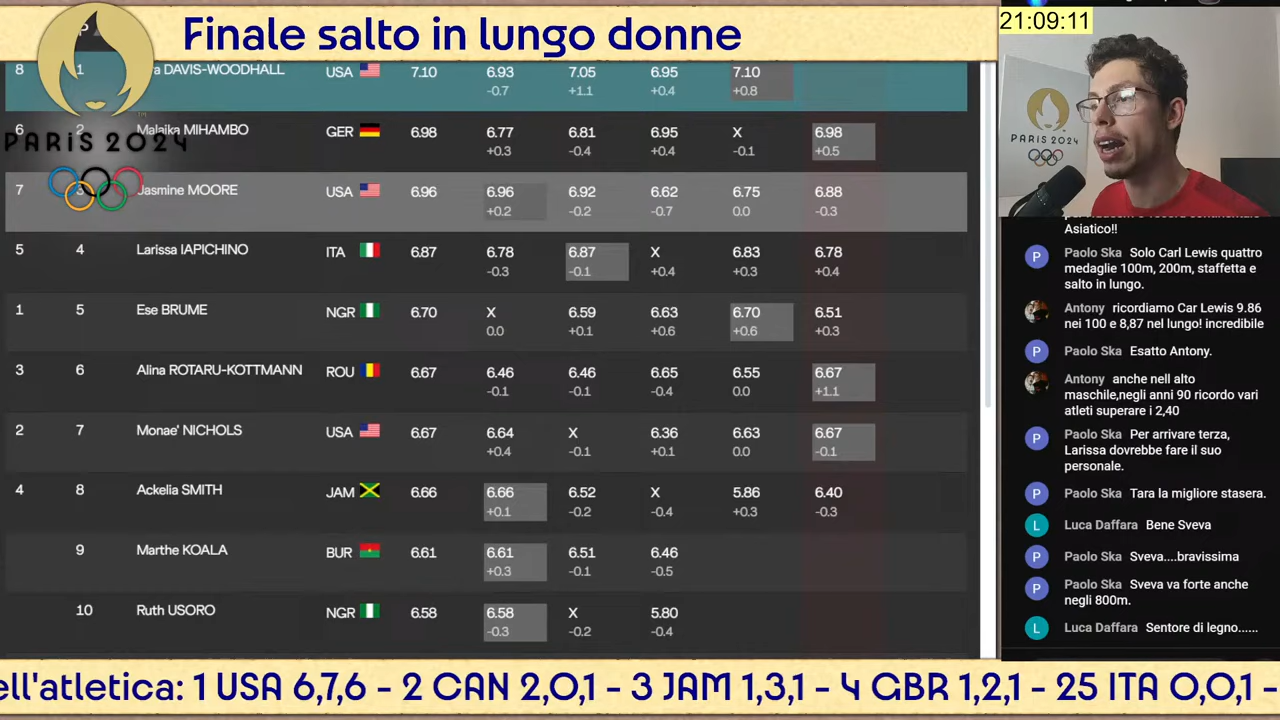 Finale salto in lungo donne
21:09:11
PARIS 2024
8 1 DAVIS-WOODHALL USA 7.10 6.93 7.05 6.95 7.10
-0.7 +1.1 +0.4 +0.8
6 2 Malaika MIHAMBO GER 6.98 6.77 6.81 6.95 X 6.98
+0.3 -0.4 +0.4 -0.1 +0.5
7 3 Jasmine MOORE USA 6.96 6.96 6.92 6.62 6.75 6.88
+0.2 -0.2 -0.7 0.0 -0.3
5 4 Larissa IAPICHINO ITA 6.87 6.78 6.87 X 6.83 6.78
-0.3 -0.1 +0.4 +0.3 +0.4
1 5 Ese BRUME NGR 6.70 X 6.59 6.63 6.70 6.51
0.0 +0.1 +0.6 +0.6 +0.3
3 6 Alina ROTARU-KOTTMANN ROU 6.67 6.46 6.46 6.65 6.55 6.67
-0.1 -0.1 -0.4 0.0 +1.1
2 7 Monae' NICHOLS USA 6.67 6.64 X 6.36 6.63 6.67
+0.4 -0.1 +0.1 0.0 -0.1
4 8 Ackelia SMITH JAM 6.66 6.66 6.52 X 5.86 6.40
+0.1 -0.2 -0.4 +0.3 -0.3
9 Marthe KOALA BUR 6.61 6.61 6.51 6.46
+0.3 -0.1 -0.5
10 Ruth USORO NGR 6.58 6.58 X 5.80
-0.3 -0.2 -0.4
PARIS 2024
Asiatico!!
P Paolo Ska Solo Carl Lewis quattro
medaglie 100m, 200m, staffetta e
salto in lungo.
Antony ricordiamo Car Lewis 9.86
nei 100 e 8,87 nel lungo! incredibile
P Paolo Ska Esatto Antony.
Antony anche nell alto
maschile,negli anni 90 ricordo vari
atleti superare i 2,40
P Paolo Ska Per arrivare terza,
Larissa dovrebbe fare il suo
personale.
P Paolo Ska Tara la migliore stasera.
L Luca Daffara Bene Sveva
P Paolo Ska Sveva....bravissima
P Paolo Ska Sveva va forte anche
negli 800m.
L Luca Daffara Sentore di legno......
ell'atletica: 1 USA 6,7,6 - 2 CAN 2,0,1 - 3 JAM 1,3,1 - 4 GBR 1,2,1 - 25 ITA 0,0,1 -